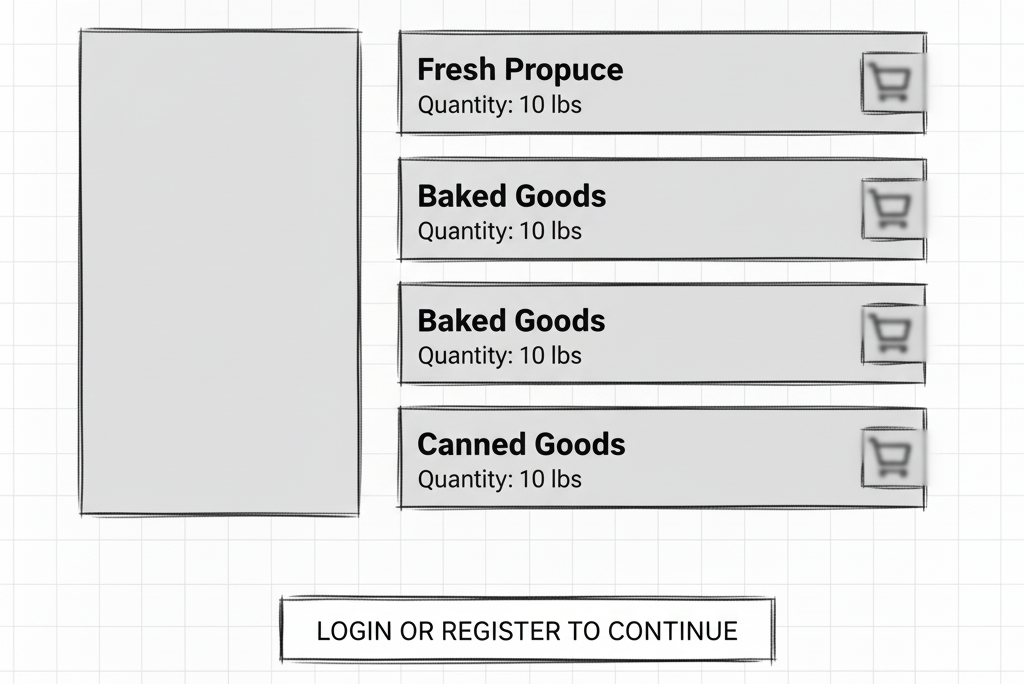 Fresh Propuce
Quantity: 10 lbs
Baked Goods
Quantity: 10 lbs
Baked Goods
Quantity: 10 lbs
Canned Goods
Quantity: 10 lbs
LOGIN OR REGISTER TO CONTINUE